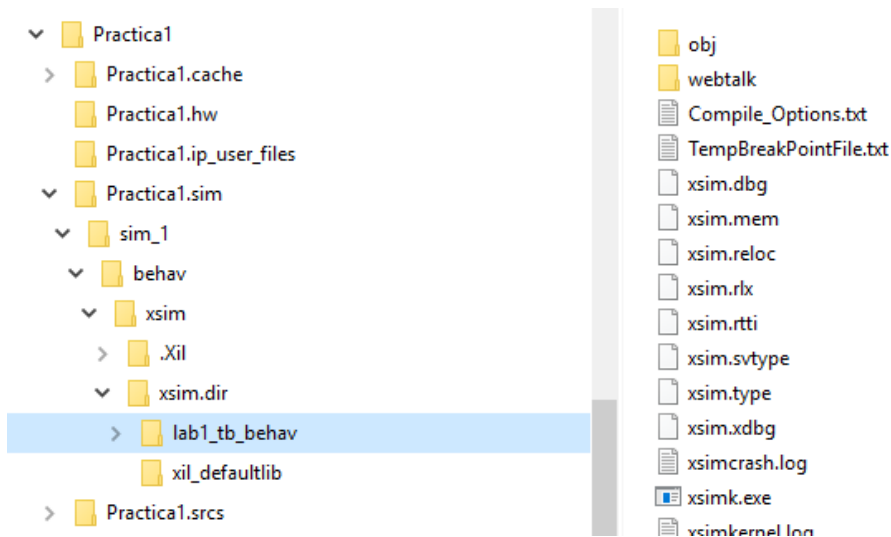 Practica1
Practica1.cache
Practica1.hw
Practica1.ip_user_files
Practica1.sim
sim_1
behav
xsim
.Xil
xsim.dir
lab1_tb_behav
xil_defaultlib
Practica1.srcs
obj
webtalk
Compile_Options.txt
TempBreakPointFile.txt
xsim.dbg
xsim.mem
xsim.reloc
xsim.rlx
xsim.rtti
xsim.svtype
xsim.type
xsim.xdbg
xsimcrash.log
xsimk.exe
xsimkernel.log